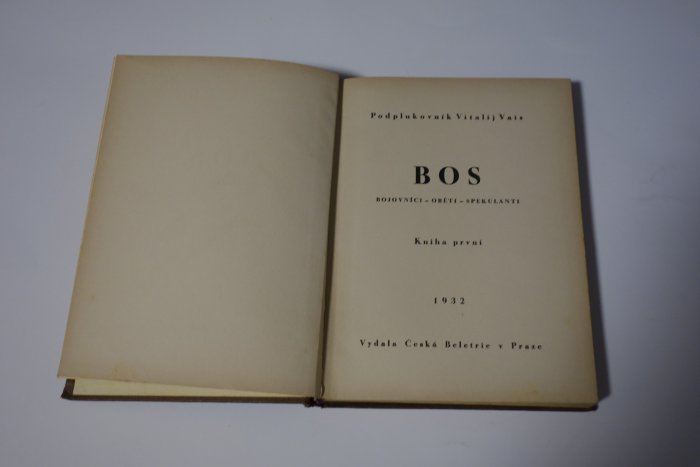 Podplukovník Vitalij Vais
BOS
BOJOVNÍCI – OBĚTI – SPEKULANTI
Kniha první
1932
Vydala Česká Beletrie v Praze